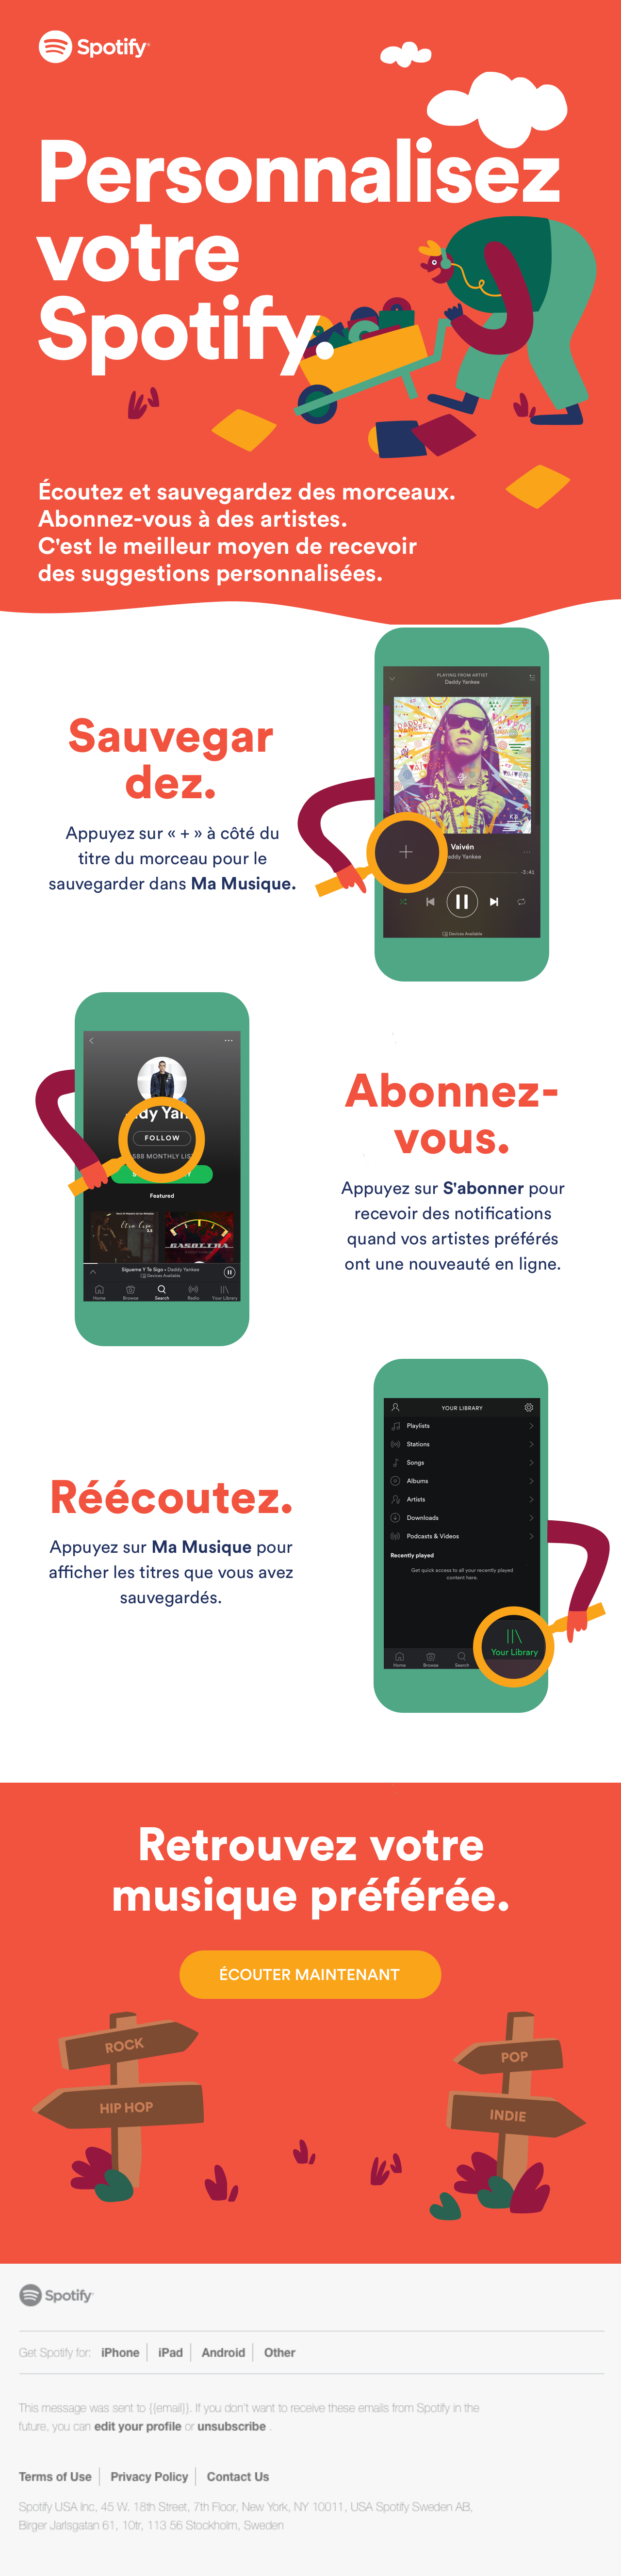 Spotify
Personnalisez
votre
Spotify.
Écoutez et sauvegardez des morceaux.
Abonnez-vous à des artistes.
C'est le meilleur moyen de recevoir
des suggestions personnalisées.
PLAYING FROM ARTIST
Daddy Yankee
DADDY
YANKEE
Sauvegar
dez.
Appuyez sur « + » à côté du
titre du morceau pour le
sauvegarder dans Ma Musique.
Vaivén
addy Yankee
-3:41
Devices Available
dy Yan
FOLLOW
588 MONTHLY LIS
Featured
Sígueme Y Te Sigo • Daddy Yankee
Devices Available
Home Browse Search Radio Your Library
Abonnez-
vous.
Appuyez sur S'abonner pour
recevoir des notifications
quand vos artistes préférés
ont une nouveauté en ligne.
YOUR LIBRARY
Playlists
Stations
Songs
Albums
Artists
Downloads
Podcasts & Videos
Recently played
Get quick access to all your recently played
content here.
Home Browse Search
Your Library
Réécoutez.
Appuyez sur Ma Musique pour
afficher les titres que vous avez
sauvegardés.
Retrouvez votre
musique préférée.
ÉCOUTER MAINTENANT
ROCK
HIP HOP
POP
INDIE
Spotify
Get Spotify for: iPhone iPad Android Other
This message was sent to {{email}}. If you don't want to receive these emails from Spotify in the
future, you can edit your profile or unsubscribe .
Terms of Use Privacy Policy Contact Us
Spotify USA Inc, 45 W. 18th Street, 7th Floor, New York, NY 10011, USA Spotify Sweden AB,
Birger Jarlsgatan 61, 10tr, 113 56 Stockholm, Sweden